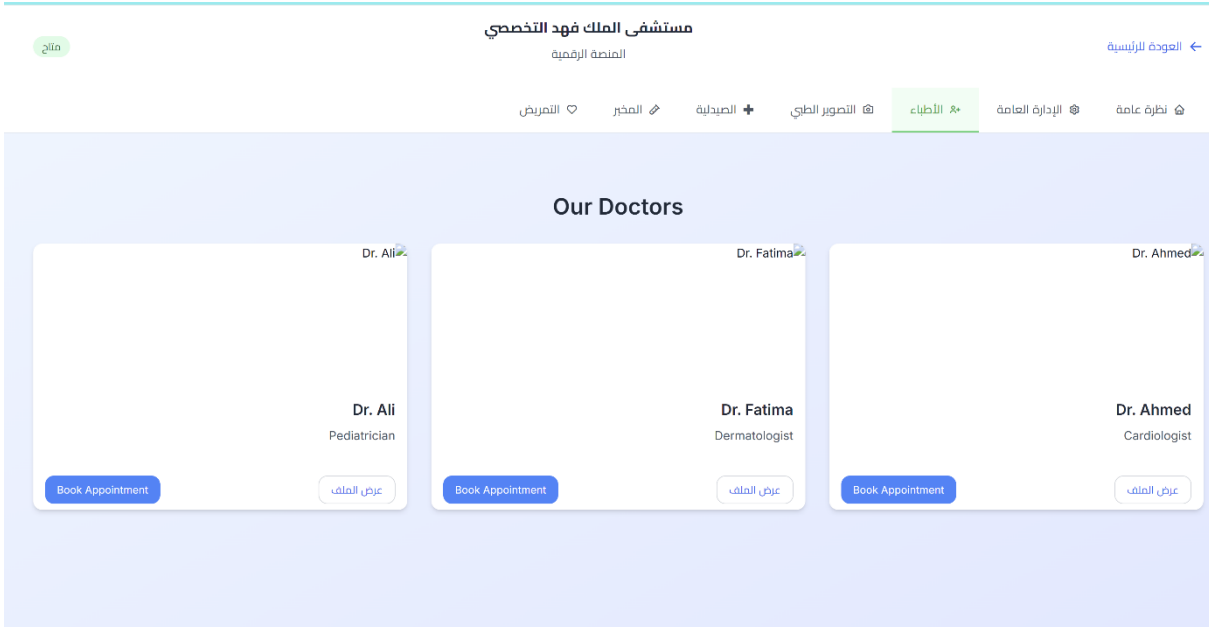 العودة للرئيسية
مستشفى الملك فهد التخصصي
المنصة الرقمية
متاح
نظرة عامة
الإدارة العامة
الأطباء
التصوير الطبي
الصيدلية
المخبر
التمريض
Our Doctors
Dr. Ahmed
Dr. Ahmed
Cardiologist
عرض الملف
Book Appointment
Dr. Fatima
Dr. Fatima
Dermatologist
عرض الملف
Book Appointment
Dr. Ali
Dr. Ali
Pediatrician
عرض الملف
Book Appointment